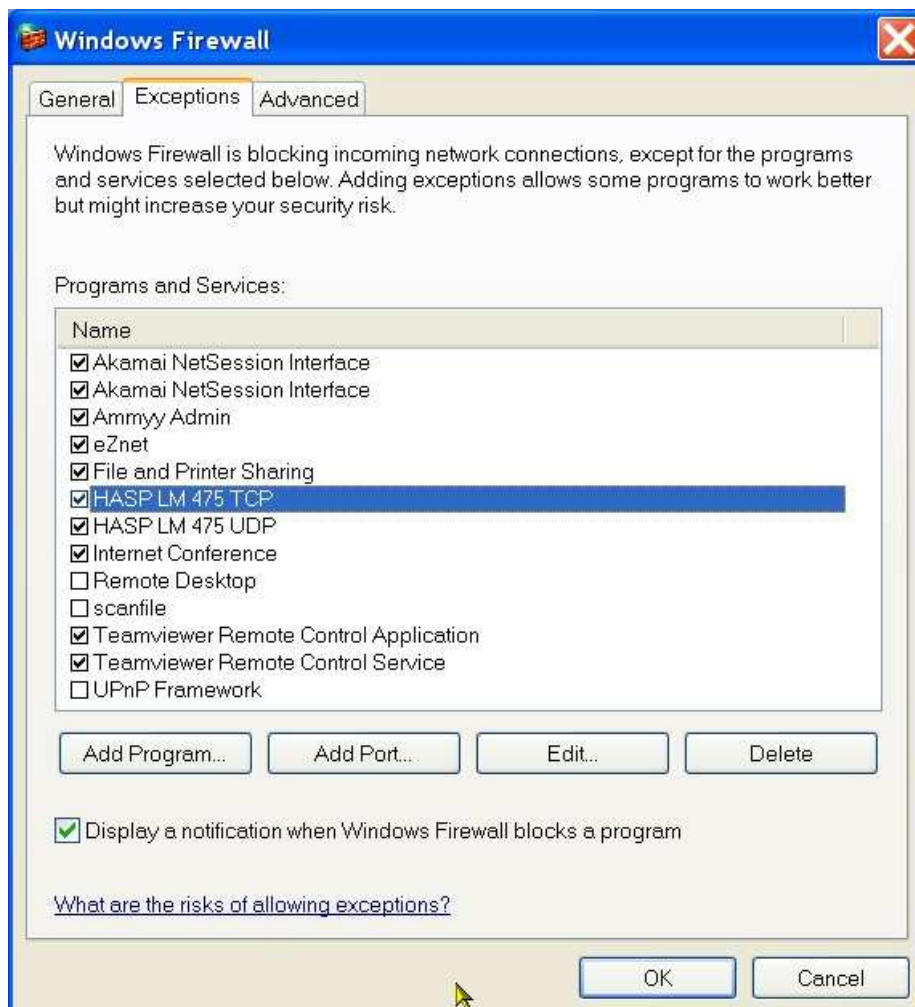 Windows Firewall
General Exceptions Advanced
Windows Firewall is blocking incoming network connections, except for the programs
and services selected below. Adding exceptions allows some programs to work better
but might increase your security risk.
Programs and Services:
Name
Akamai NetSession Interface
Akamai NetSession Interface
Ammyy Admin
eZnet
File and Printer Sharing
HASP LM 475 TCP
HASP LM 475 UDP
Internet Conference
Remote Desktop
scanfile
Teamviewer Remote Control Application
Teamviewer Remote Control Service
UPnP Framework
Add Program... Add Port... Edit... Delete
Display a notification when Windows Firewall blocks a program
What are the risks of allowing exceptions?
OK Cancel